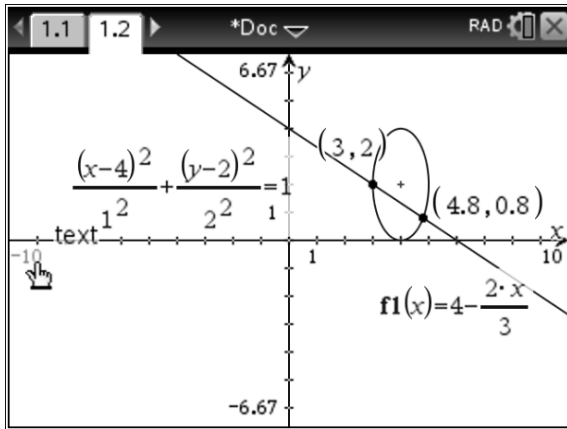 1.1 1.2 *Doc RAD
6.67 y
(3,2)
(x-4)²/1² + (y-2)²/2² =1
1
(4.8,0.8)
text
-10 1 10 x
f1(x)=4-2·x/3
-6.67